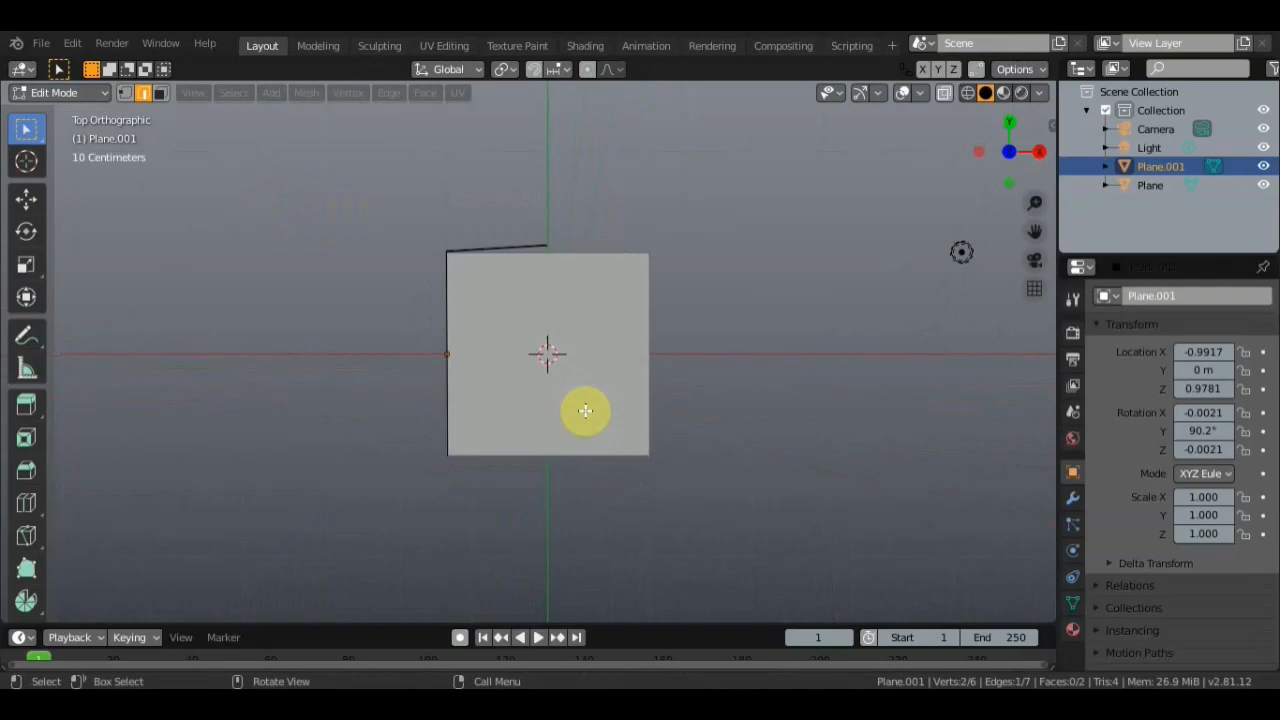 File Edit Render Window Help Layout Modeling Sculpting UV Editing Texture Paint Shading Animation Rendering Compositing Scripting + Scene View Layer
Global X Y Z Options
Edit Mode View Select Add Mesh Vertex Edge Face UV
Scene Collection
Top Orthographic
(1) Plane.001
10 Centimeters
Y
X
Z
Collection
Camera
Light
Plane.001
Plane
Plane.001
Transform
Location X -0.9917
Y 0 m
Z 0.9781
Rotation X -0.0021
Y 90.2°
Z -0.0021
Mode XYZ Eule
Scale X 1.000
Y 1.000
Z 1.000
Delta Transform
Relations
Collections
Instancing
Motion Paths
Playback Keying View Marker 1 Start 1 End 250
1
Select Box Select Rotate View Call Menu Plane.001 | Verts:2/6 | Edges:1/7 | Faces:0/2 | Tris:4 | Mem: 26.9 MiB | v2.81.12